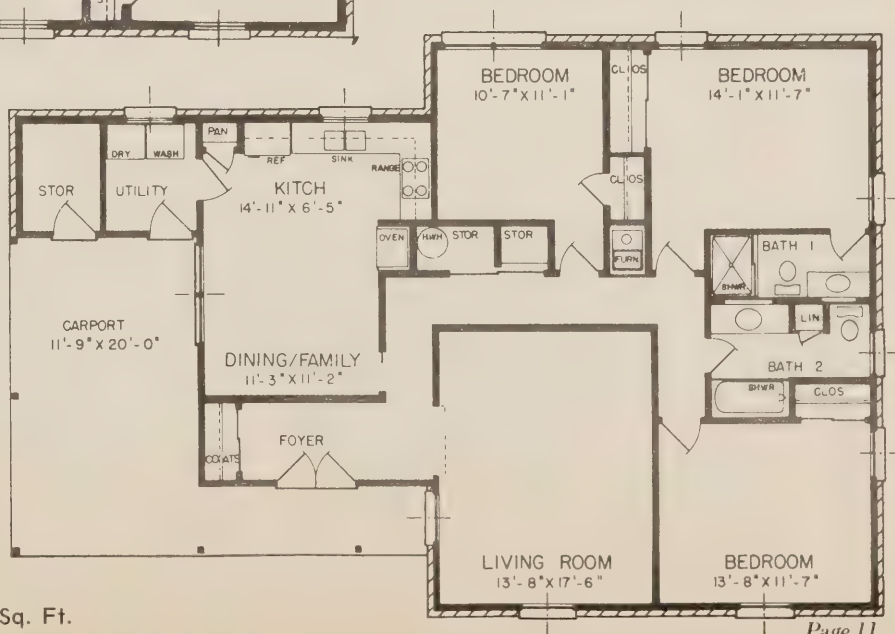 BEDROOM
10'-7" X 11'-1"
CLOS
BEDROOM
14'-1" X 11'-7"
PAN
DRY
WASH
REF
SINK
RANGE
STOR
UTILITY
KITCH
14'-11" X 6'-5"
CLOS
OVEN
HWH
STOR
STOR
FURN
SHWR
BATH 1
CARPORT
11'-9" X 20'-0"
LIN
DINING/FAMILY
11'-3" X 11'-2"
BATH 2
SHWR
CLOS
COATS
FOYER
LIVING ROOM
13'-8" X 17'-6"
BEDROOM
13'-8" X 11'-7"
Sq. Ft.
Page 11